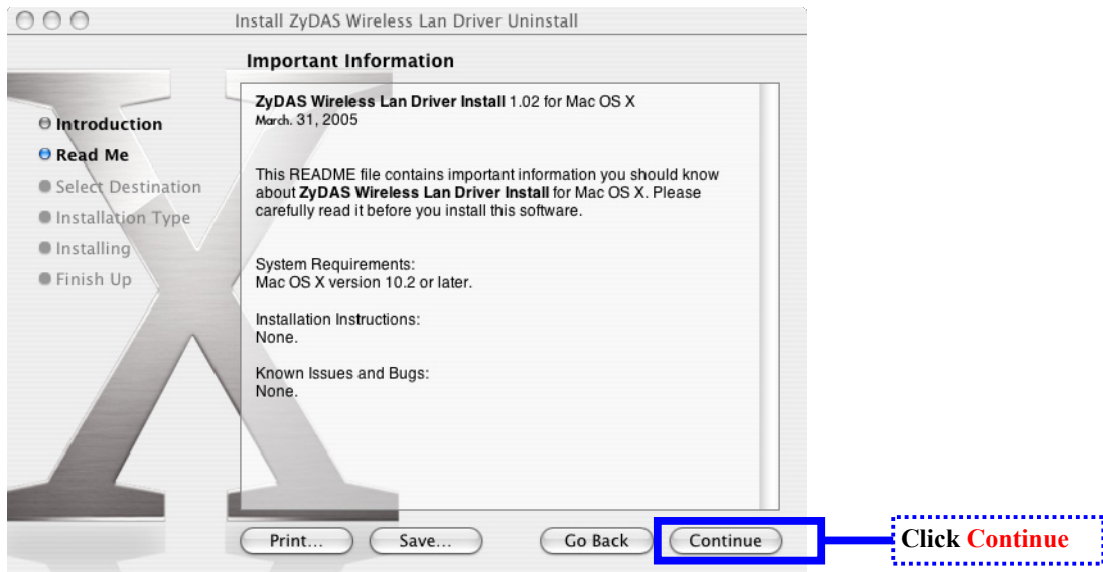 Install ZyDAS Wireless Lan Driver Uninstall
Important Information
Introduction
Read Me
Select Destination
Installation Type
Installing
Finish Up
ZyDAS Wireless Lan Driver Install 1.02 for Mac OS X
March. 31, 2005
This README file contains important information you should know
about ZyDAS Wireless Lan Driver Install for Mac OS X. Please
carefully read it before you install this software.
System Requirements:
Mac OS X version 10.2 or later.
Installation Instructions:
None.
Known Issues and Bugs:
None.
Print...
Save...
Go Back
Continue
Click Continue